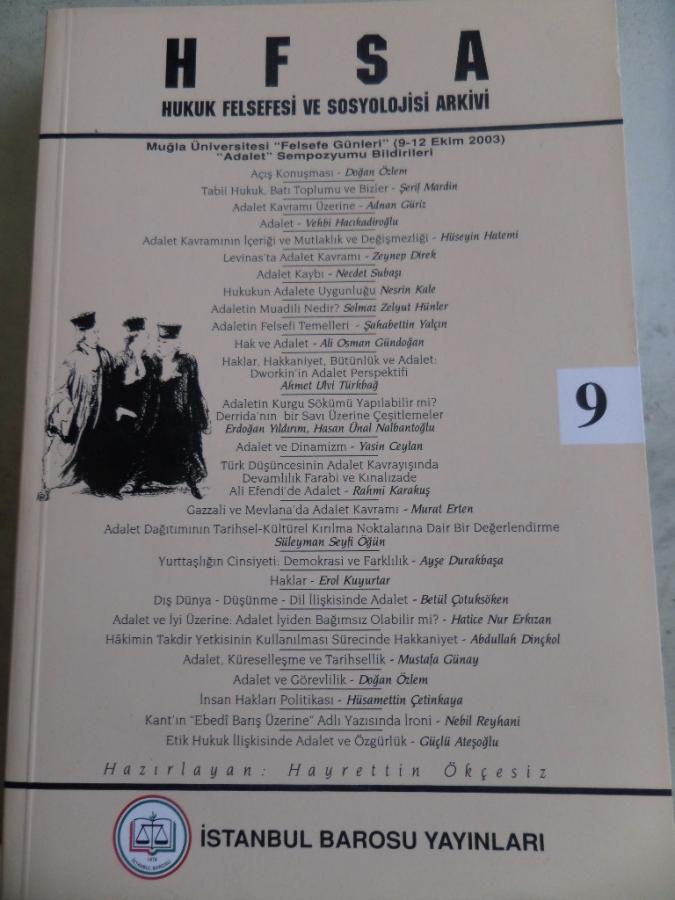 H F S A
HUKUK FELSEFESİ VE SOSYOLOJİSİ ARKİVİ
Muğla Üniversitesi "Felsefe Günleri" (9-12 Ekim 2003)
"Adalet" Sempozyumu Bildirileri
Açış Konuşması - Doğan Özlem
Tabii Hukuk, Batı Toplumu ve Bizler - Şerif Mardin
Adalet Kavramı Üzerine - Adnan Güriz
Adalet - Vehbi Hacıkadiroğlu
Adalet Kavramının İçeriği ve Mutlaklık ve Değişmezliği - Hüseyin Hatemi
Levinas'ta Adalet Kavramı - Zeynep Direk
Adalet Kaybı - Necdet Subaşı
Hukukun Adalete Uygunluğu Nesrin Kale
Adaletin Muadili Nedir? Solmaz Zelyut Hünler
Adaletin Felsefi Temelleri - Şahabettin Yalçın
Hak ve Adalet - Ali Osman Gündoğan
Haklar, Hakkaniyet, Bütünlük ve Adalet:
Dworkin'in Adalet Perspektifi
Ahmet Ulvi Türkbağ
Adaletin Kurgu Sökümü Yapılabilir mi?
Derrida'nın bir Savı Üzerine Çeşitlemeler
Erdoğan Yıldırım, Hasan Ünal Nalbantoğlu
Adalet ve Dinamizm - Yasin Ceylan
Türk Düşüncesinin Adalet Kavrayışında
Devamlılık Farabi ve Kınalızade
Ali Efendi'de Adalet - Rahmi Karakuş
Gazzali ve Mevlana'da Adalet Kavramı - Murat Erten
Adalet Dağıtımının Tarihsel-Kültürel Kırılma Noktalarına Dair Bir Değerlendirme
Süleyman Seyfi Öğün
Yurttaşlığın Cinsiyeti: Demokrasi ve Farklılık - Ayşe Durakbaşa
Haklar - Erol Kuyurtar
Dış Dünya - Düşünme - Dil İlişkisinde Adalet - Betül Çotuksöken
Adalet ve İyi Üzerine: Adalet İyiden Bağımsız Olabilir mi? - Hatice Nur Erkızan
Hâkimin Takdir Yetkisinin Kullanılması Sürecinde Hakkaniyet - Abdullah Dinçkol
Adalet, Küreselleşme ve Tarihsellik - Mustafa Günay
Adalet ve Görevlilik - Doğan Özlem
İnsan Hakları Politikası - Hüsamettin Çetinkaya
Kant'ın "Ebedî Barış Üzerine" Adlı Yazısında İroni - Nebil Reyhani
Etik Hukuk İlişkisinde Adalet ve Özgürlük - Güçlü Ateşoğlu
Hazırlayan: Hayrettin Ökçesiz
9
1878
İSTANBUL BAROSU
İSTANBUL BAROSU YAYINLARI